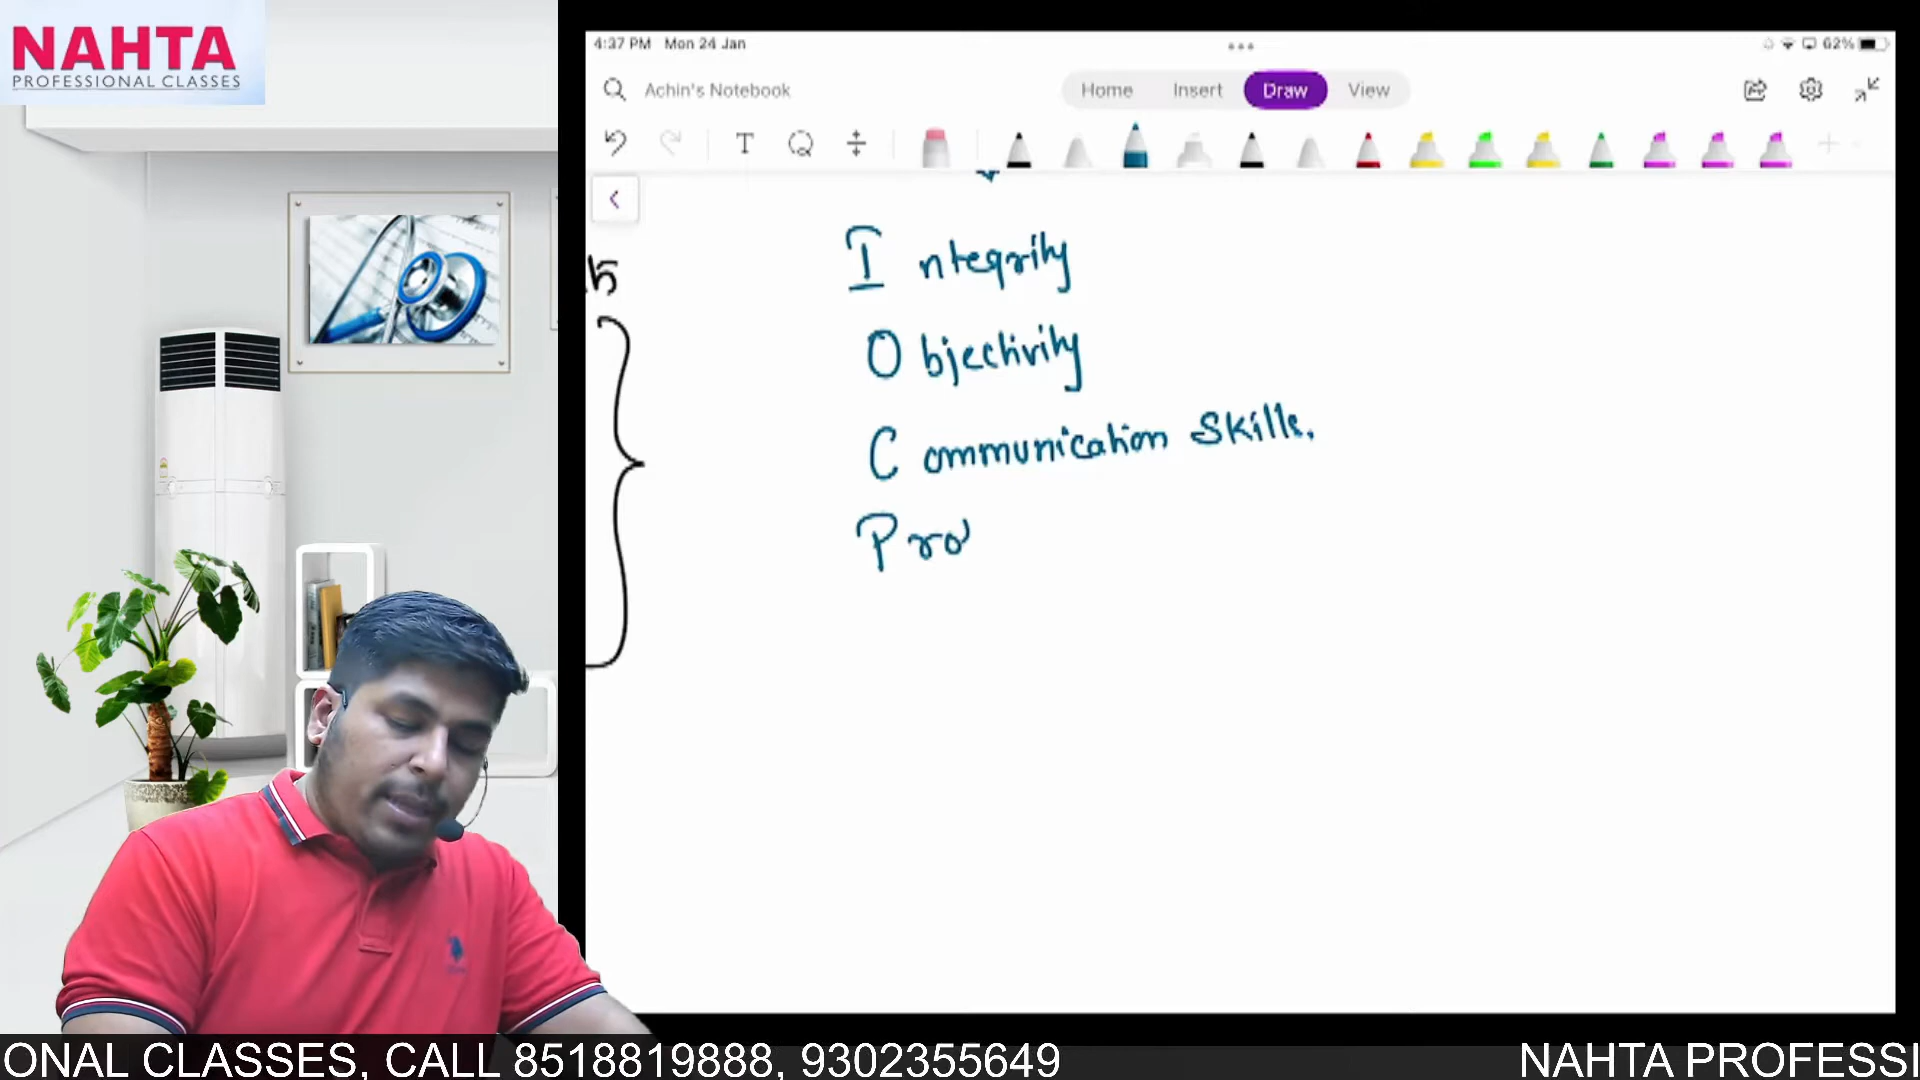 NAHTA
PROFESSIONAL CLASSES
4:37 PM Mon 24 Jan
62%
Achin's Notebook
Home Insert Draw View
T
Integrity
Objectivity
Communication Skills.
Pro
ONAL CLASSES, CALL 8518819888, 9302355649 NAHTA PROFESSI